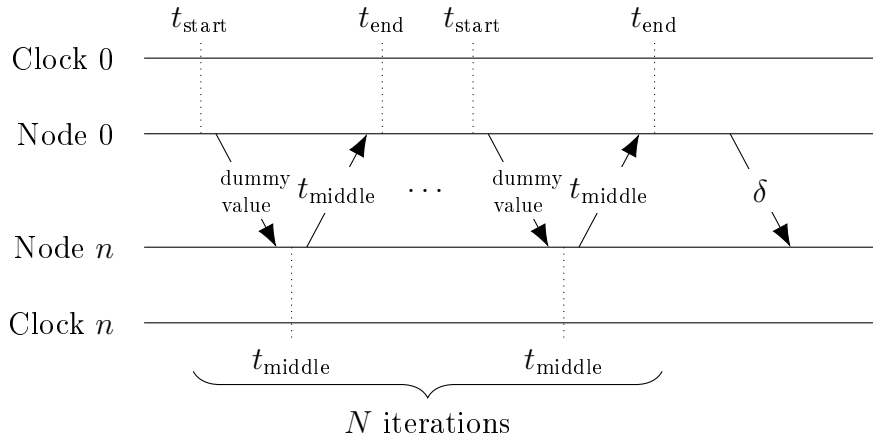 t_start t_end t_start t_end
Clock 0
Node 0
dummy
value
t_middle
⋯
dummy
value
t_middle
δ
Node n
Clock n
t_middle t_middle
N iterations